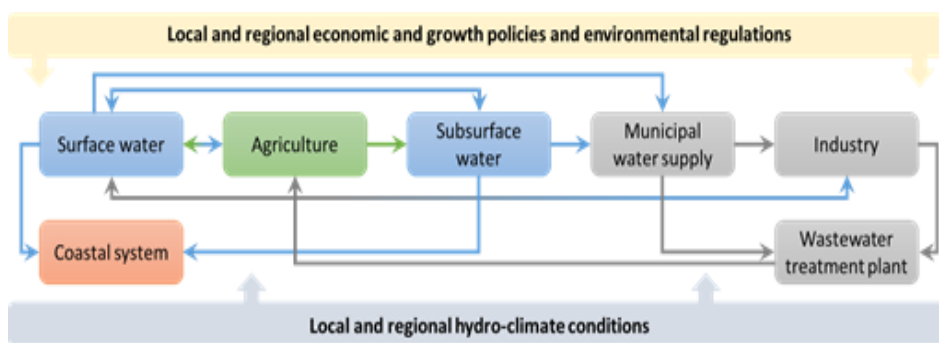 Local and regional economic and growth policies and environmental regulations
Surface water
Agriculture
Subsurface
water
Municipal
water supply
Industry
Coastal system
Wastewater
treatment plant
Local and regional hydro-climate conditions